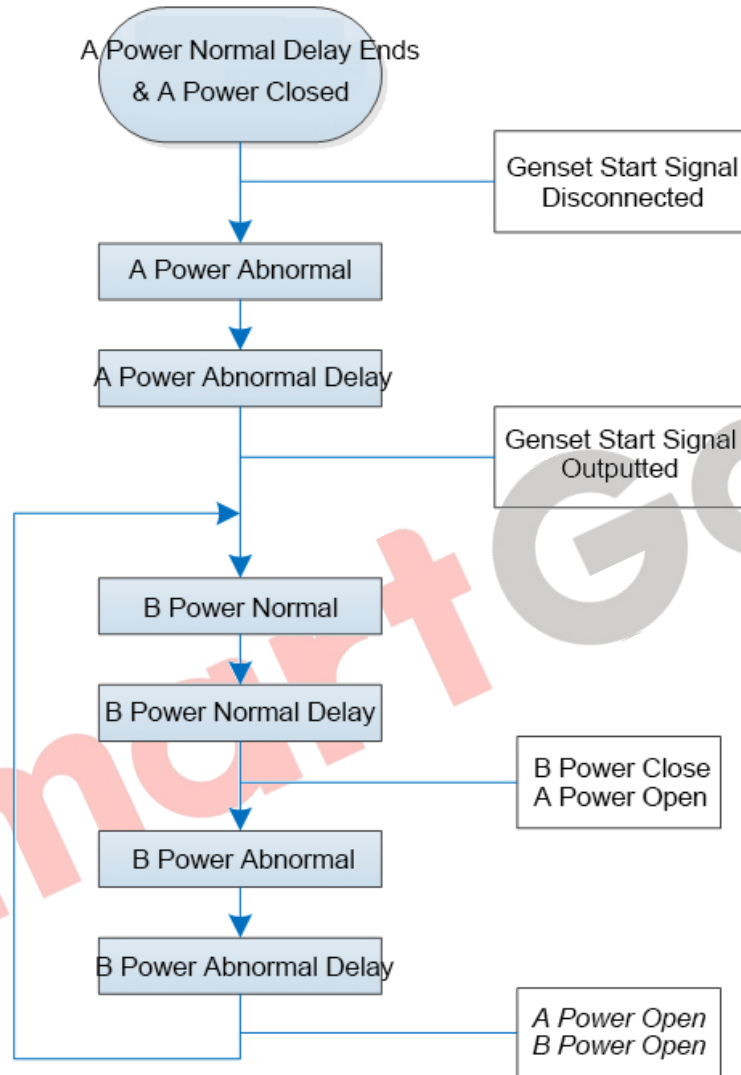 A Power Normal Delay Ends
& A Power Closed
Genset Start Signal
Disconnected
A Power Abnormal
A Power Abnormal Delay
Genset Start Signal
Outputted
B Power Normal
B Power Normal Delay
B Power Close
A Power Open
B Power Abnormal
B Power Abnormal Delay
A Power Open
B Power Open
martGo